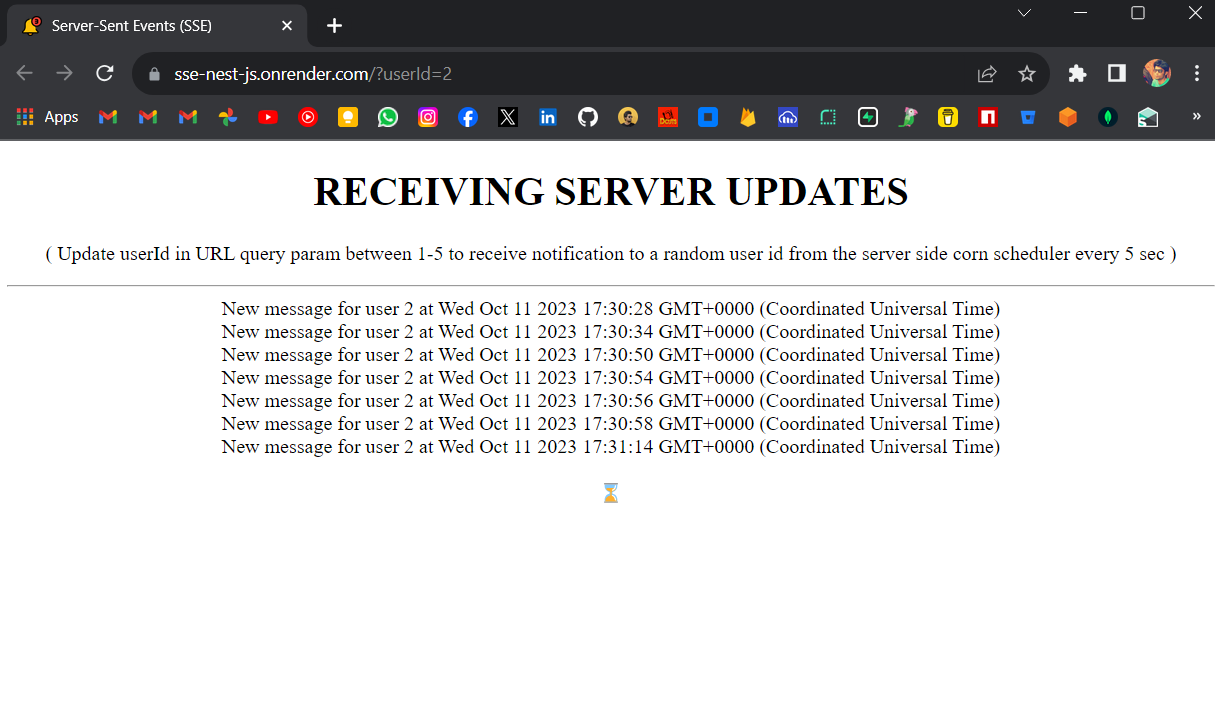 Server-Sent Events (SSE)
sse-nest-js.onrender.com/?userId=2
Apps
RECEIVING SERVER UPDATES
( Update userId in URL query param between 1-5 to receive notification to a random user id from the server side corn scheduler every 5 sec )
New message for user 2 at Wed Oct 11 2023 17:30:28 GMT+0000 (Coordinated Universal Time)
New message for user 2 at Wed Oct 11 2023 17:30:34 GMT+0000 (Coordinated Universal Time)
New message for user 2 at Wed Oct 11 2023 17:30:50 GMT+0000 (Coordinated Universal Time)
New message for user 2 at Wed Oct 11 2023 17:30:54 GMT+0000 (Coordinated Universal Time)
New message for user 2 at Wed Oct 11 2023 17:30:56 GMT+0000 (Coordinated Universal Time)
New message for user 2 at Wed Oct 11 2023 17:30:58 GMT+0000 (Coordinated Universal Time)
New message for user 2 at Wed Oct 11 2023 17:31:14 GMT+0000 (Coordinated Universal Time)